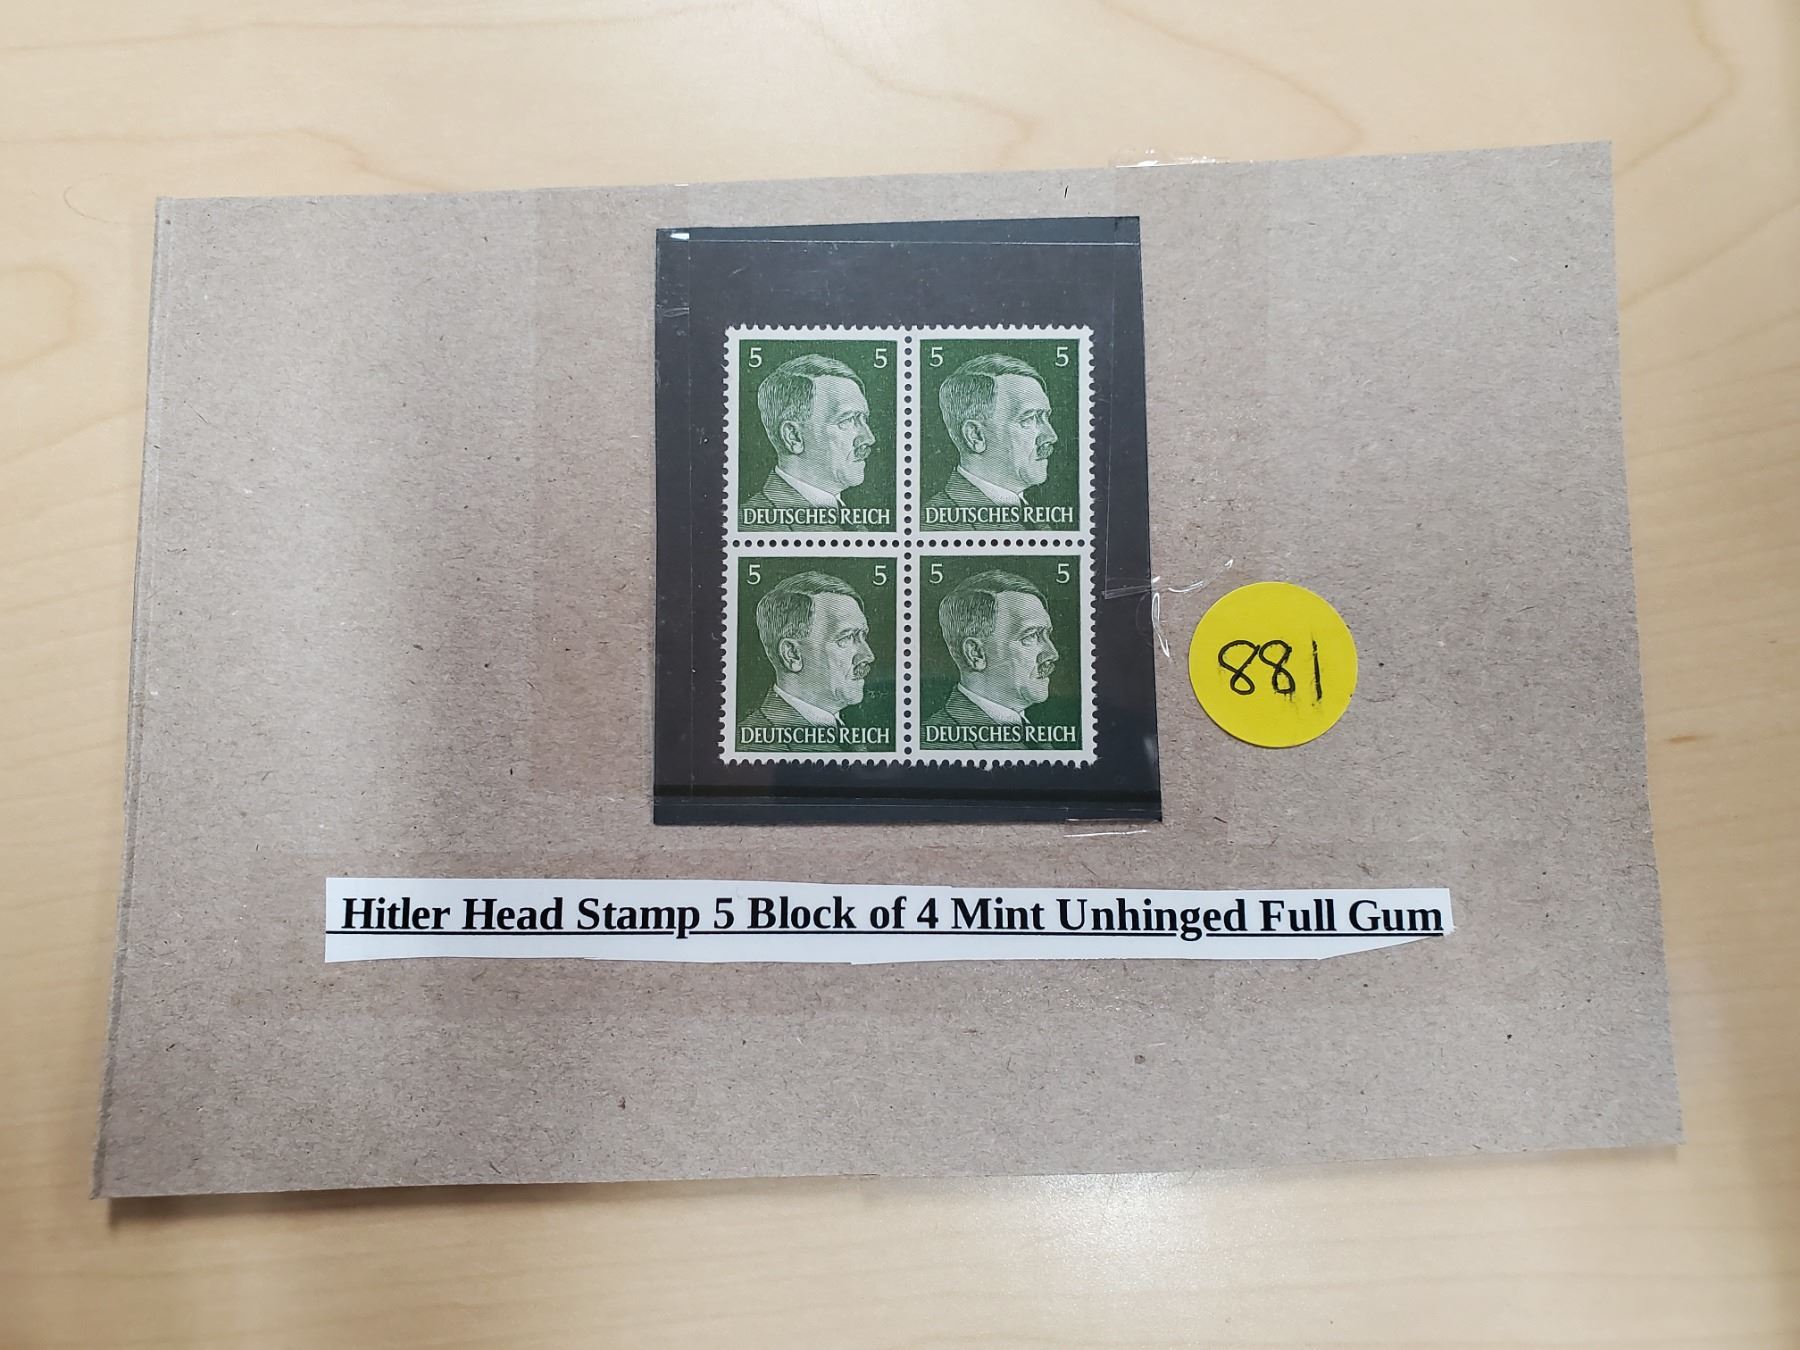 5 5 5 5
DEUTSCHES REICH DEUTSCHES REICH
5 5 5 5
DEUTSCHES REICH DEUTSCHES REICH
881
Hitler Head Stamp 5 Block of 4 Mint Unhinged Full Gum